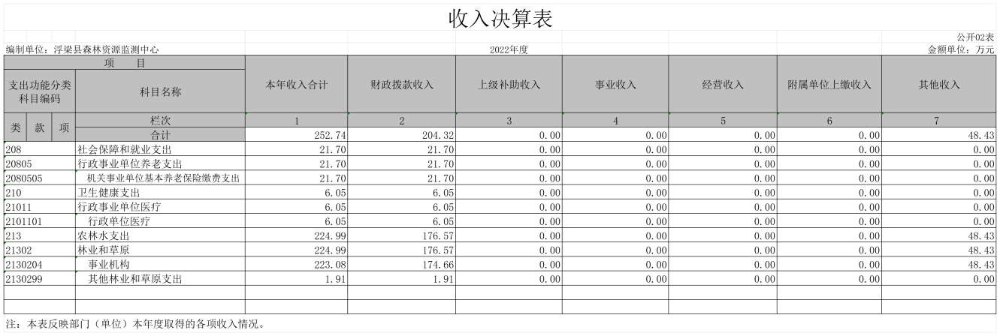 收入决算表
公开02表
编制单位：浮梁县森林资源监测中心 2022年度 金额单位：万元
项 目
支出功能分类科目编码 科目名称 本年收入合计 财政拨款收入 上级补助收入 事业收入 经营收入 附属单位上缴收入 其他收入
类 款 项 栏次 1 2 3 4 5 6 7
合计 252.74 204.32 0.00 0.00 0.00 0.00 48.43
208 社会保障和就业支出 21.70 21.70 0.00 0.00 0.00 0.00 0.00
20805 行政事业单位养老支出 21.70 21.70 0.00 0.00 0.00 0.00 0.00
2080505 机关事业单位基本养老保险缴费支出 21.70 21.70 0.00 0.00 0.00 0.00 0.00
210 卫生健康支出 6.05 6.05 0.00 0.00 0.00 0.00 0.00
21011 行政事业单位医疗 6.05 6.05 0.00 0.00 0.00 0.00 0.00
2101101 行政单位医疗 6.05 6.05 0.00 0.00 0.00 0.00 0.00
213 农林水支出 224.99 176.57 0.00 0.00 0.00 0.00 48.43
21302 林业和草原 224.99 176.57 0.00 0.00 0.00 0.00 48.43
2130204 事业机构 223.08 174.66 0.00 0.00 0.00 0.00 48.43
2130299 其他林业和草原支出 1.91 1.91 0.00 0.00 0.00 0.00 0.00
注：本表反映部门（单位）本年度取得的各项收入情况。